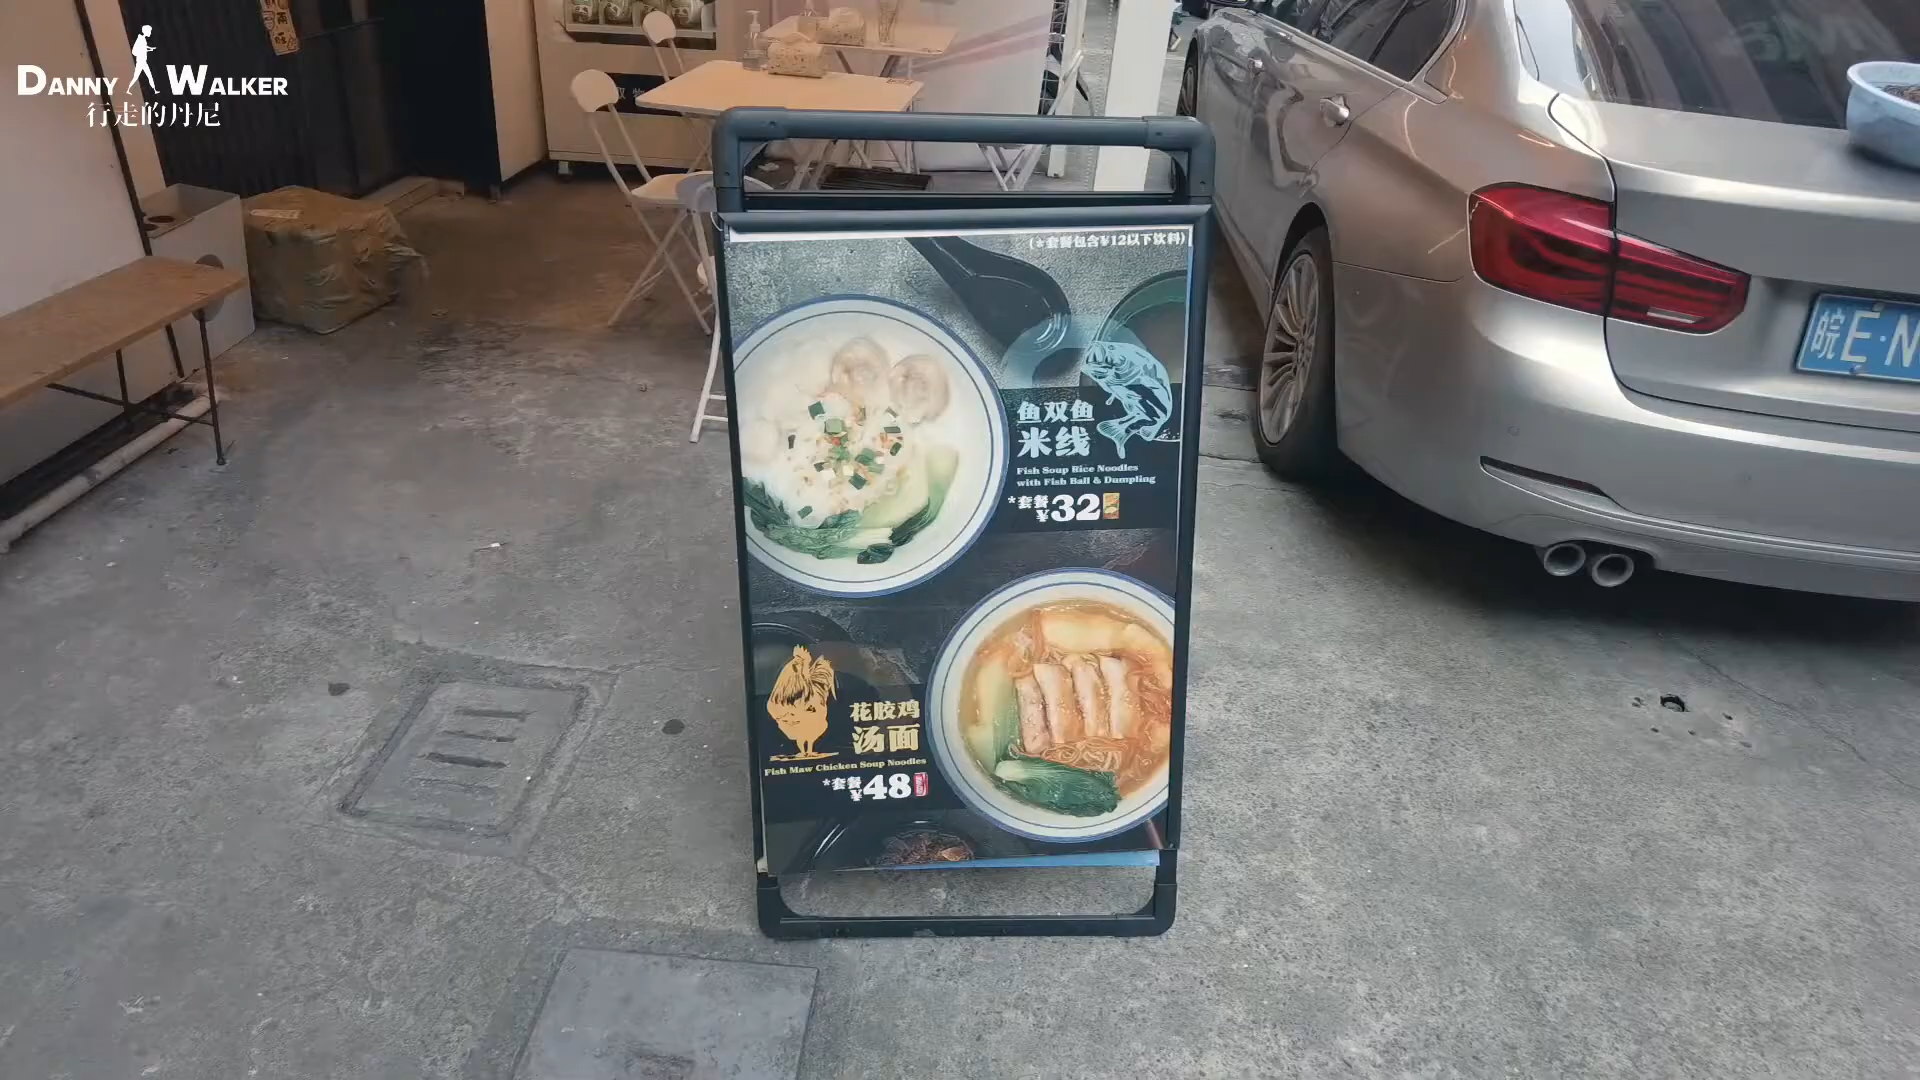 DANNY WALKER
行走的丹尼
(*套餐包含¥12以下饮料)
鱼双鱼
米线
Fish Soup Rice Noodles
with Fish Ball & Dumpling
*套餐
¥32
花胶鸡
汤面
Fish Maw Chicken Soup Noodles
*套餐
¥48
皖E·N